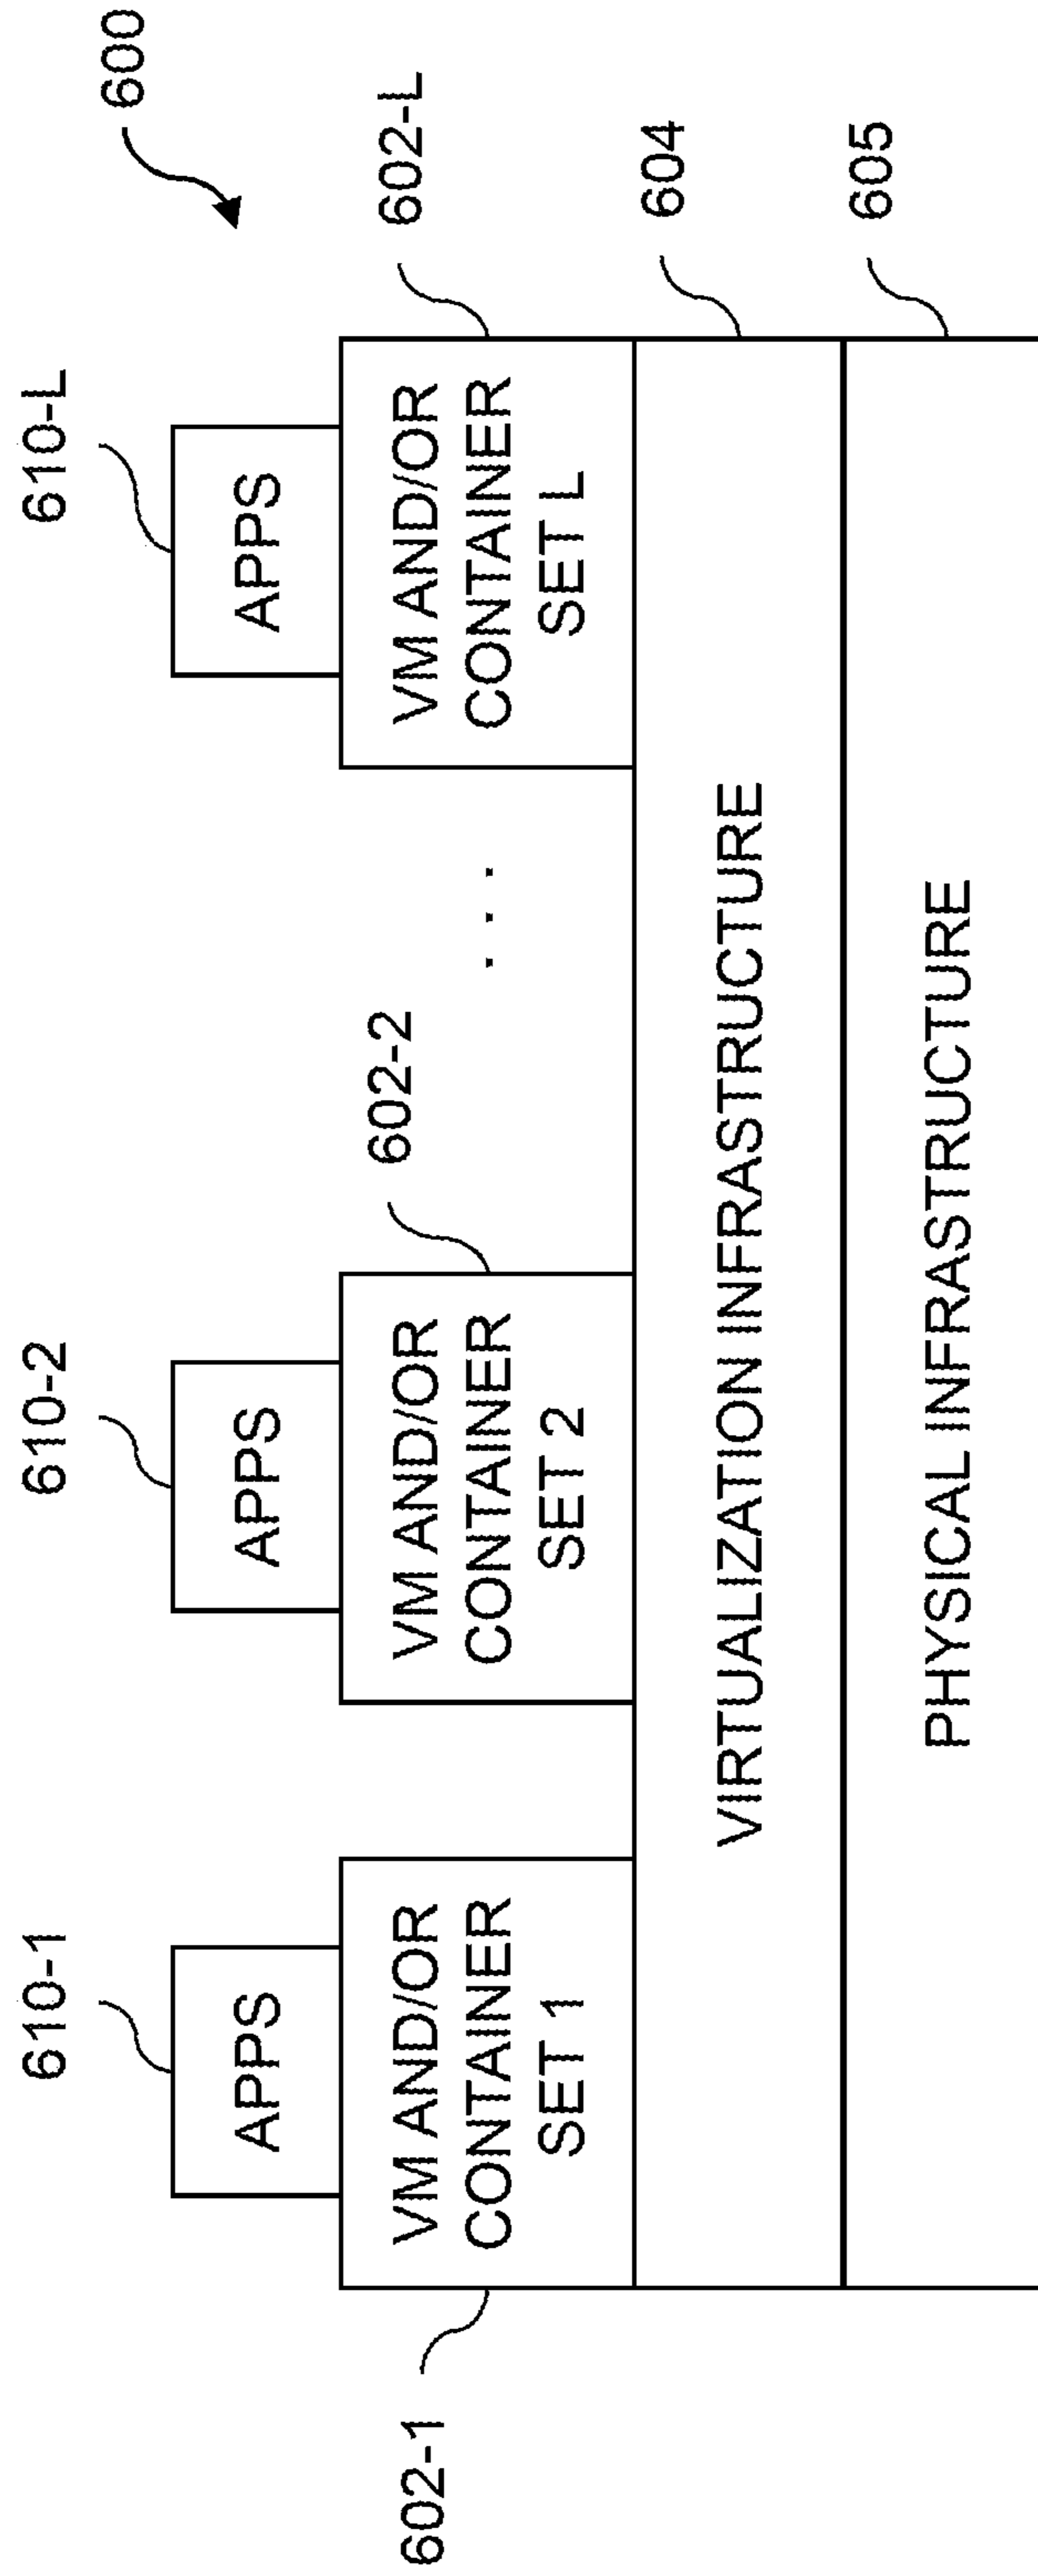 600
610-1
610-2
610-L
APPS
APPS
APPS
602-1
VM AND/OR
CONTAINER
SET 1
VM AND/OR
CONTAINER
SET 2
602-2
. . .
VM AND/OR
CONTAINER
SET L
602-L
VIRTUALIZATION INFRASTRUCTURE
604
PHYSICAL INFRASTRUCTURE
605